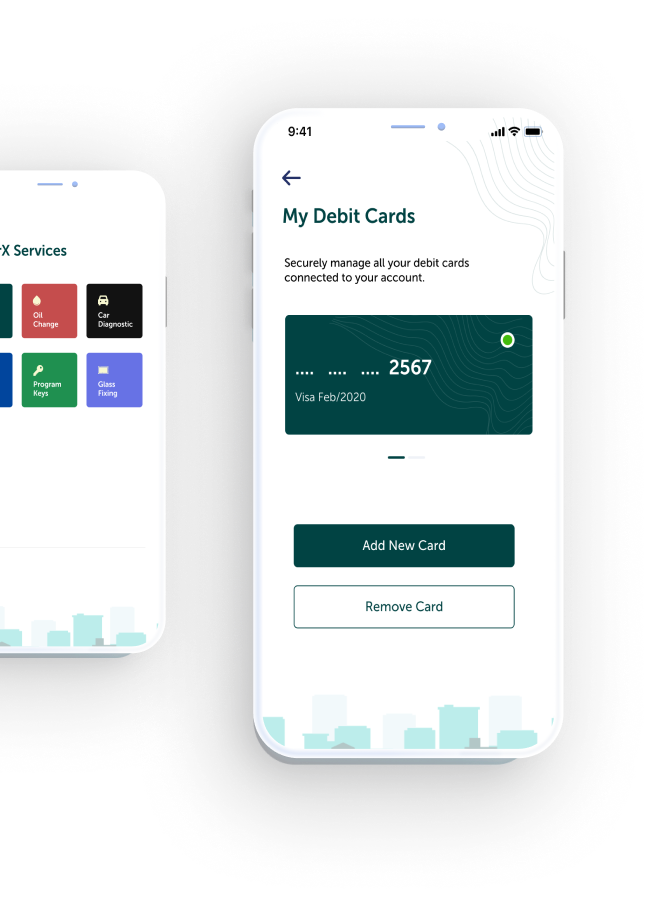 X Services
Oil
Change
Car
Diagnostic
Program
Keys
Glass
Fixing
9:41
My Debit Cards
Securely manage all your debit cards
connected to your account.
.... .... .... 2567
Visa Feb/2020
Add New Card
Remove Card